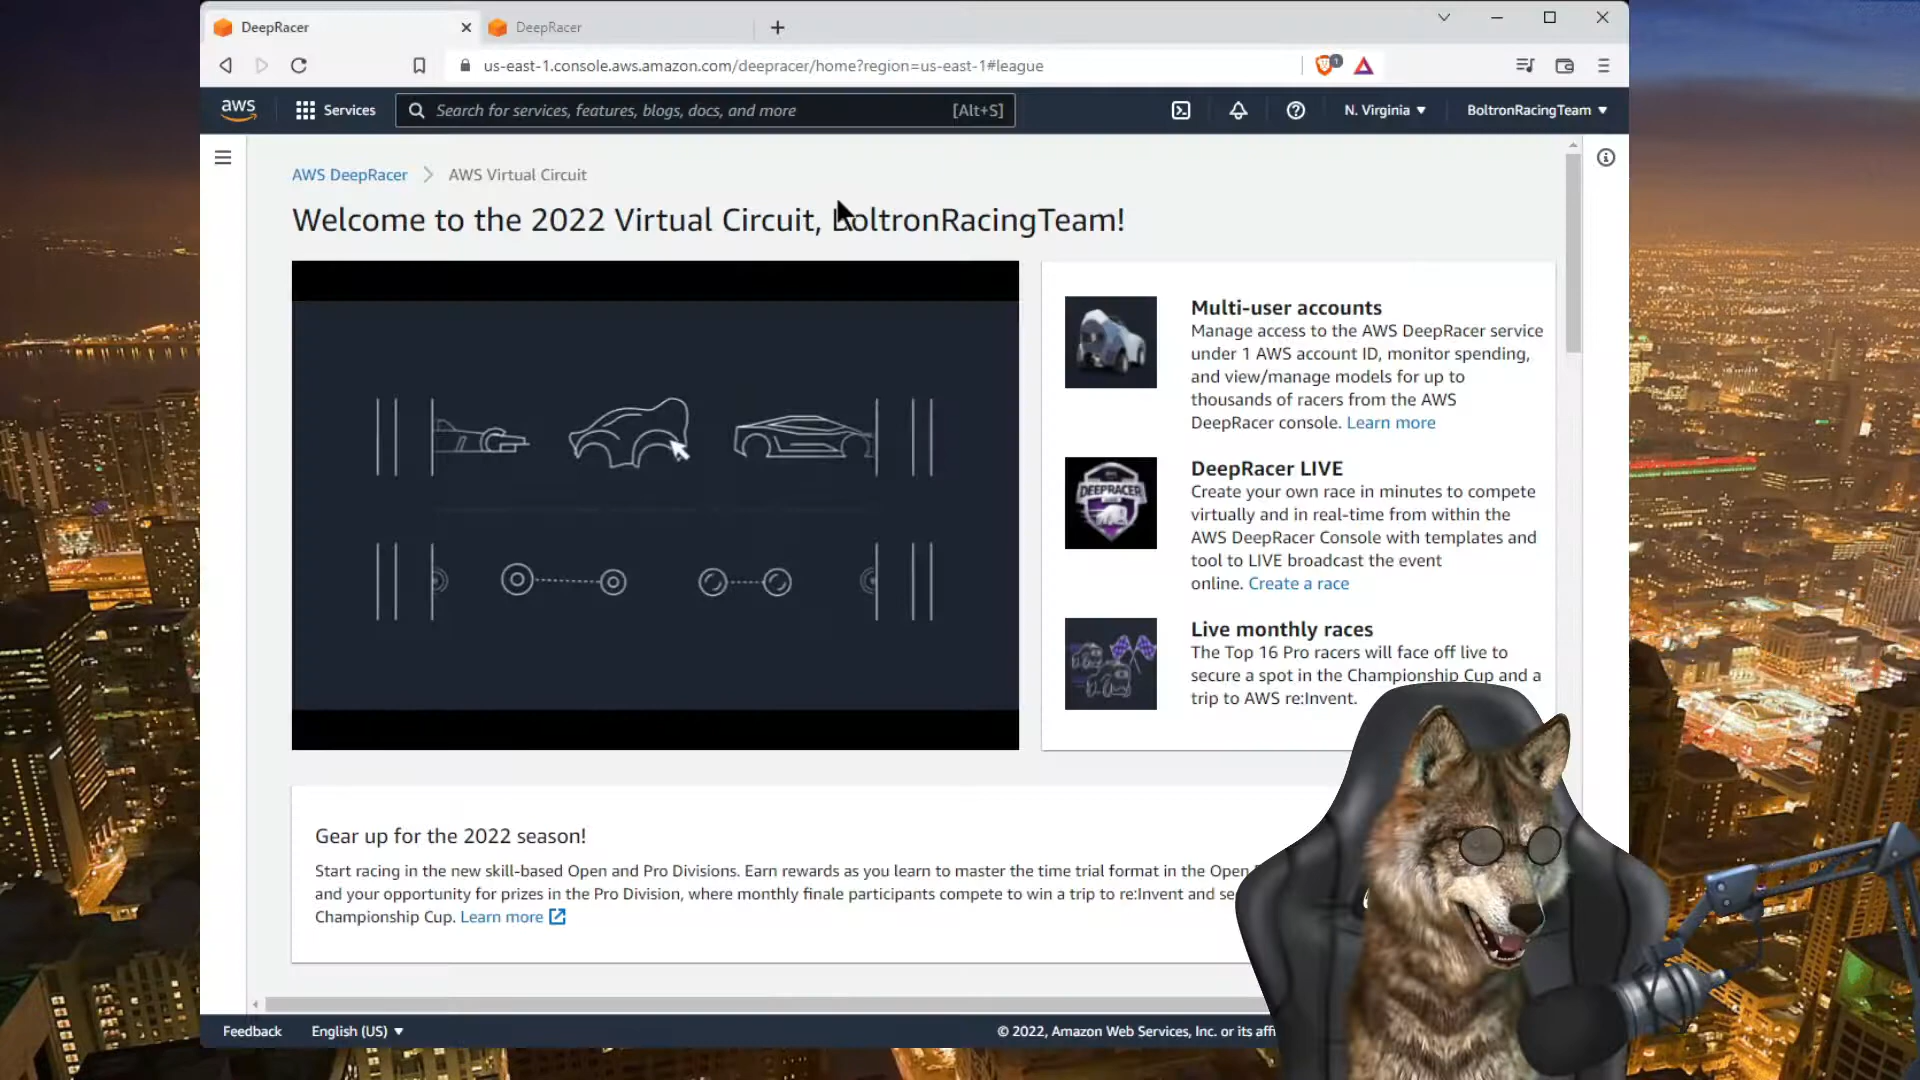 DeepRacer
DeepRacer
us-east-1.console.aws.amazon.com/deepracer/home?region=us-east-1#league
1
aws
Services
Search for services, features, blogs, docs, and more
[Alt+S]
N. Virginia
BoltronRacingTeam
AWS DeepRacer
AWS Virtual Circuit
Welcome to the 2022 Virtual Circuit, BoltronRacingTeam!
Multi-user accounts
Manage access to the AWS DeepRacer service
under 1 AWS account ID, monitor spending,
and view/manage models for up to
thousands of racers from the AWS
DeepRacer console. Learn more
DEEPRACER
DeepRacer LIVE
Create your own race in minutes to compete
virtually and in real-time from within the
AWS DeepRacer Console with templates and
tool to LIVE broadcast the event
online. Create a race
Live monthly races
The Top 16 Pro racers will face off live to
secure a spot in the Championship Cup and a
trip to AWS re:Invent.
Gear up for the 2022 season!
Start racing in the new skill-based Open and Pro Divisions. Earn rewards as you learn to master the time trial format in the Open
and your opportunity for prizes in the Pro Division, where monthly finale participants compete to win a trip to re:Invent and
Championship Cup. Learn more
Feedback
English (US)
© 2022, Amazon Web Services, Inc. or its